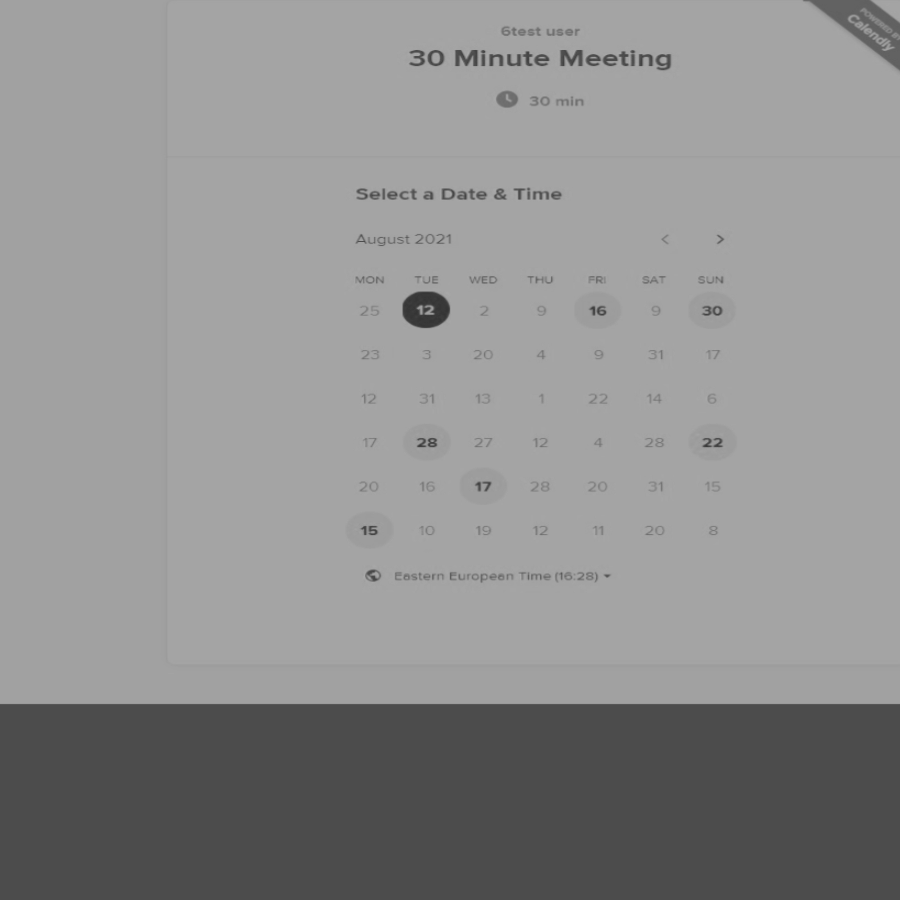 POWERED BY
Calendly
6test user
30 Minute Meeting
30 min
Select a Date & Time
August 2021 < >
MON TUE WED THU FRI SAT SUN
25 12 2 9 16 9 30
23 3 20 4 9 31 17
12 31 13 1 22 14 6
17 28 27 12 4 28 22
20 16 17 28 20 31 15
15 10 19 12 11 20 8
Eastern European Time (16:28)